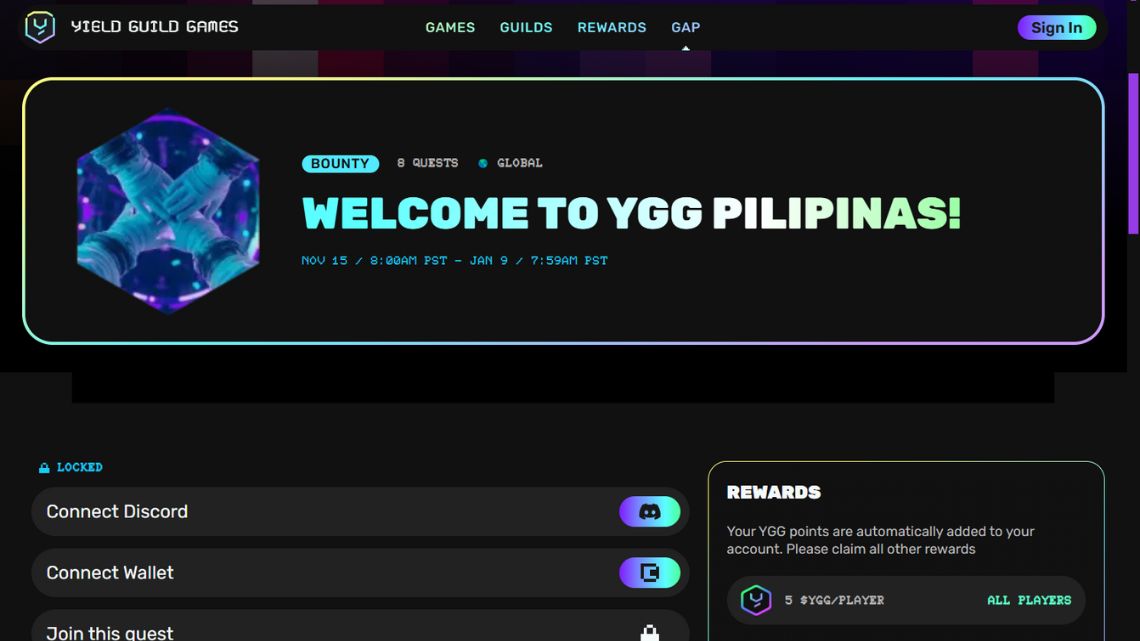 YIELD GUILD GAMES
GAMES GUILDS REWARDS GAP
Sign In
BOUNTY 8 QUESTS GLOBAL
WELCOME TO YGG PILIPINAS!
NOV 15 / 8:00AM PST – JAN 9 / 7:59AM PST
LOCKED
Connect Discord
Connect Wallet
Join this quest
REWARDS
Your YGG points are automatically added to your
account. Please claim all other rewards
5 $YGG/PLAYER ALL PLAYERS